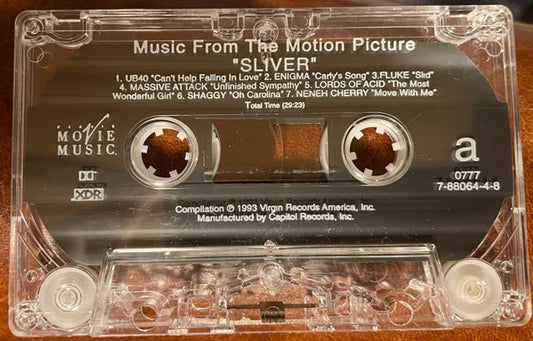 Music From The Motion Picture
"SLIVER"
1. UB40 "Can't Help Falling In Love" 2. ENIGMA "Carly's Song" 3.FLUKE "Slid"
4. MASSIVE ATTACK "Unfinished Sympathy" 5. LORDS OF ACID "The Most
Wonderful Girl" 6. SHAGGY "Oh Carolina" 7. NENEH CHERRY "Move With Me"
Total Time (29:23)
MOVIE
MUSIC
a
XDR
0777
7-88064-4-8
Compilation ℗ 1993 Virgin Records America, Inc.
Manufactured by Capitol Records, Inc.